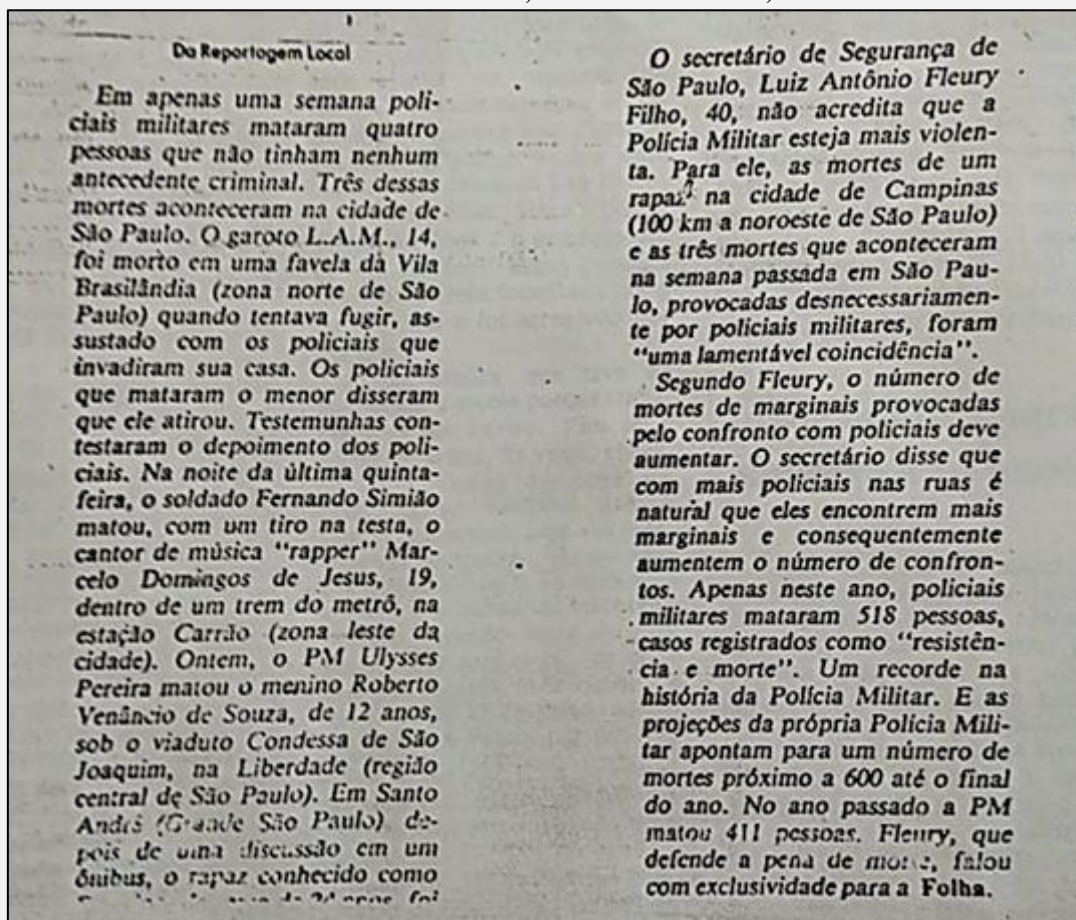 Da Reportagem Local
Em apenas uma semana poli-
ciais militares mataram quatro
pessoas que não tinham nenhum
antecedente criminal. Três dessas
mortes aconteceram na cidade de
São Paulo. O garoto L.A.M., 14,
foi morto em uma favela da Vila
Brasilândia (zona norte de São
Paulo) quando tentava fugir, as-
sustado com os policiais que
invadiram sua casa. Os policiais
que mataram o menor disseram
que ele atirou. Testemunhas con-
testaram o depoimento dos poli-
ciais. Na noite da última quinta-
feira, o soldado Fernando Simião
matou, com um tiro na testa, o
cantor de música "rapper" Mar-
celo Domingos de Jesus, 19,
dentro de um trem do metrô, na
estação Carrão (zona leste da
cidade). Ontem, o PM Ulysses
Pereira matou o menino Roberto
Venâncio de Souza, de 12 anos,
sob o viaduto Condessa de São
Joaquim, na Liberdade (região
central de São Paulo). Em Santo
André (Grande São Paulo), de-
pois de uma discussão em um
ônibus, o rapaz conhecido como
foi
O secretário de Segurança de
São Paulo, Luiz Antônio Fleury
Filho, 40, não acredita que a
Polícia Militar esteja mais violen-
ta. Para ele, as mortes de um
rapaz na cidade de Campinas
(100 km a noroeste de São Paulo)
e as três mortes que aconteceram
na semana passada em São Pau-
lo, provocadas desnecessariamen-
te por policiais militares, foram
"uma lamentável coincidência".
Segundo Fleury, o número de
mortes de marginais provocadas
pelo confronto com policiais deve
aumentar. O secretário disse que
com mais policiais nas ruas é
natural que eles encontrem mais
marginais e consequentemente
aumentem o número de confron-
tos. Apenas neste ano, policiais
militares mataram 518 pessoas,
casos registrados como "resistên-
cia e morte". Um recorde na
história da Polícia Militar. E as
projeções da própria Polícia Mili-
tar apontam para um número de
mortes próximo a 600 até o final
do ano. No ano passado a PM
matou 411 pessoas. Fleury, que
defende a pena de morte, falou
com exclusividade para a Folha.